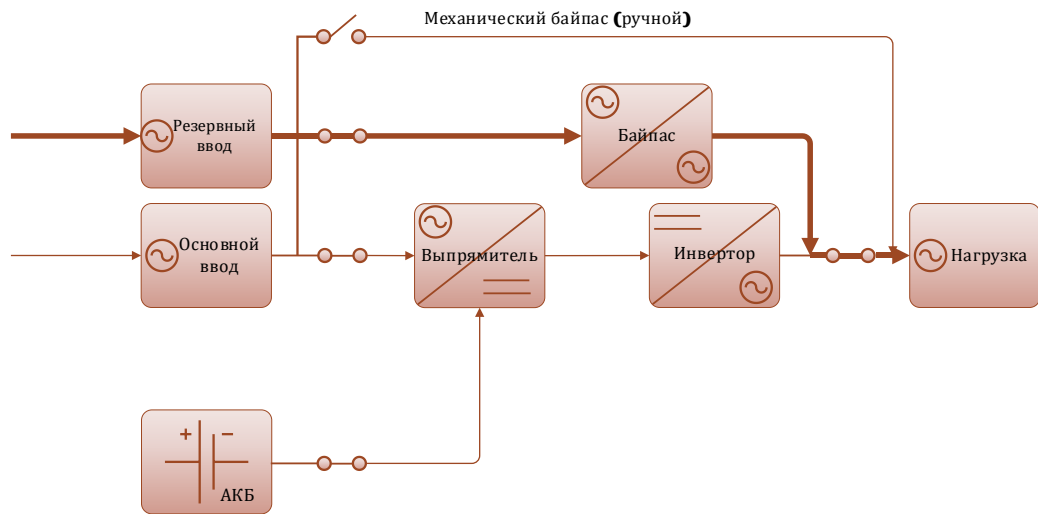 Механический байпас (ручной)
Резервный
ввод
Байпас
Основной
ввод
Выпрямитель
Инвертор
Нагрузка
+ −
АКБ